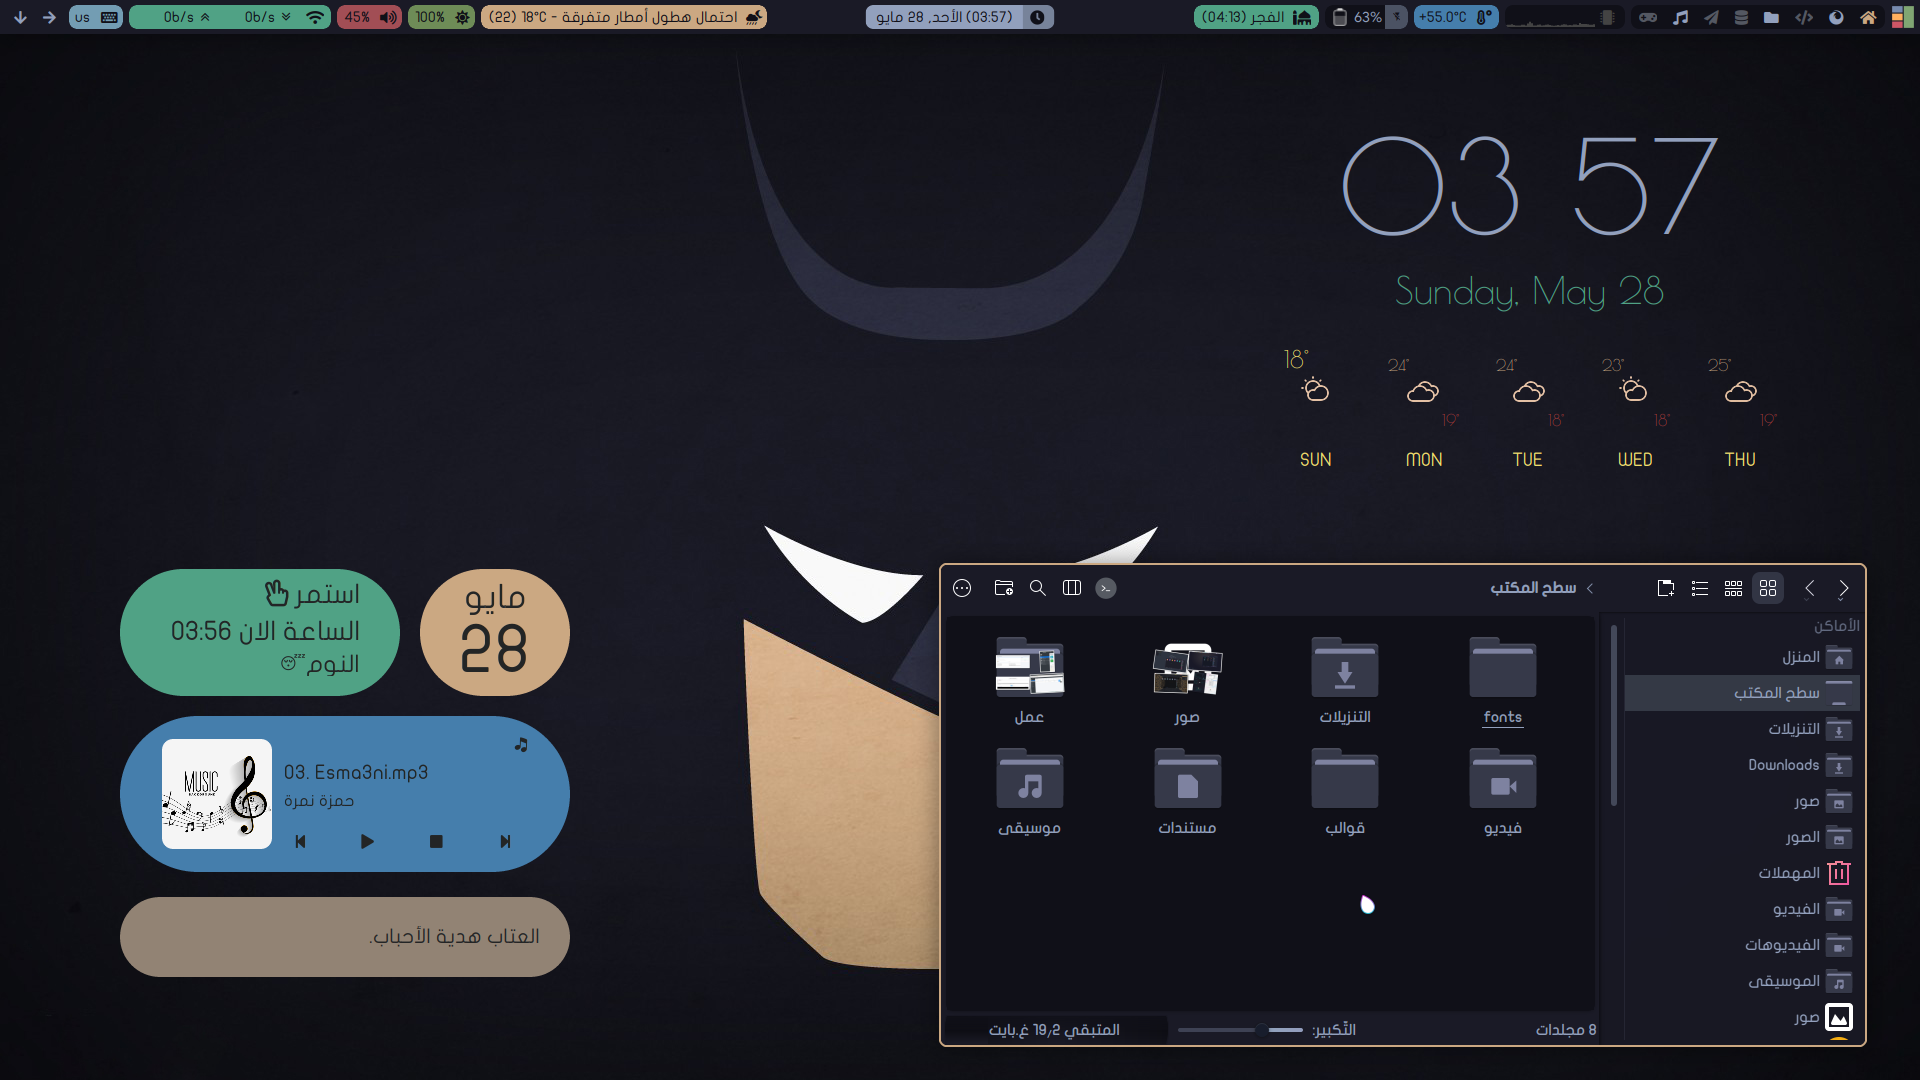 us
0b/s
0b/s
45%
100%
احتمال هطول أمطار متفرقة - 18°C (22)
(03:57) الأحد, 28 مايو
الفجر (04:13)
63%
+55.0°C
03 57
Sunday, May 28
18°
24°
24°
23°
25°
19°
18°
18°
19°
SUN
MON
TUE
WED
THU
استمر
الساعة الان 03:56
النوم
مايو
28
MUSIC
BACKGROUND
03. Esma3ni.mp3
حمزة نمرة
العتاب هدية الأحباب.
سطح المكتب
الأماكن
المنزل
سطح المكتب
التنزيلات
Downloads
صور
الصور
المهملات
الفيديو
الفيديوهات
الموسيقى
صور
fonts
التنزيلات
صور
عمل
فيديو
قوالب
مستندات
موسيقى
8 مجلدات
التّكبير:
المتبقي 19٫2 غ.بايت